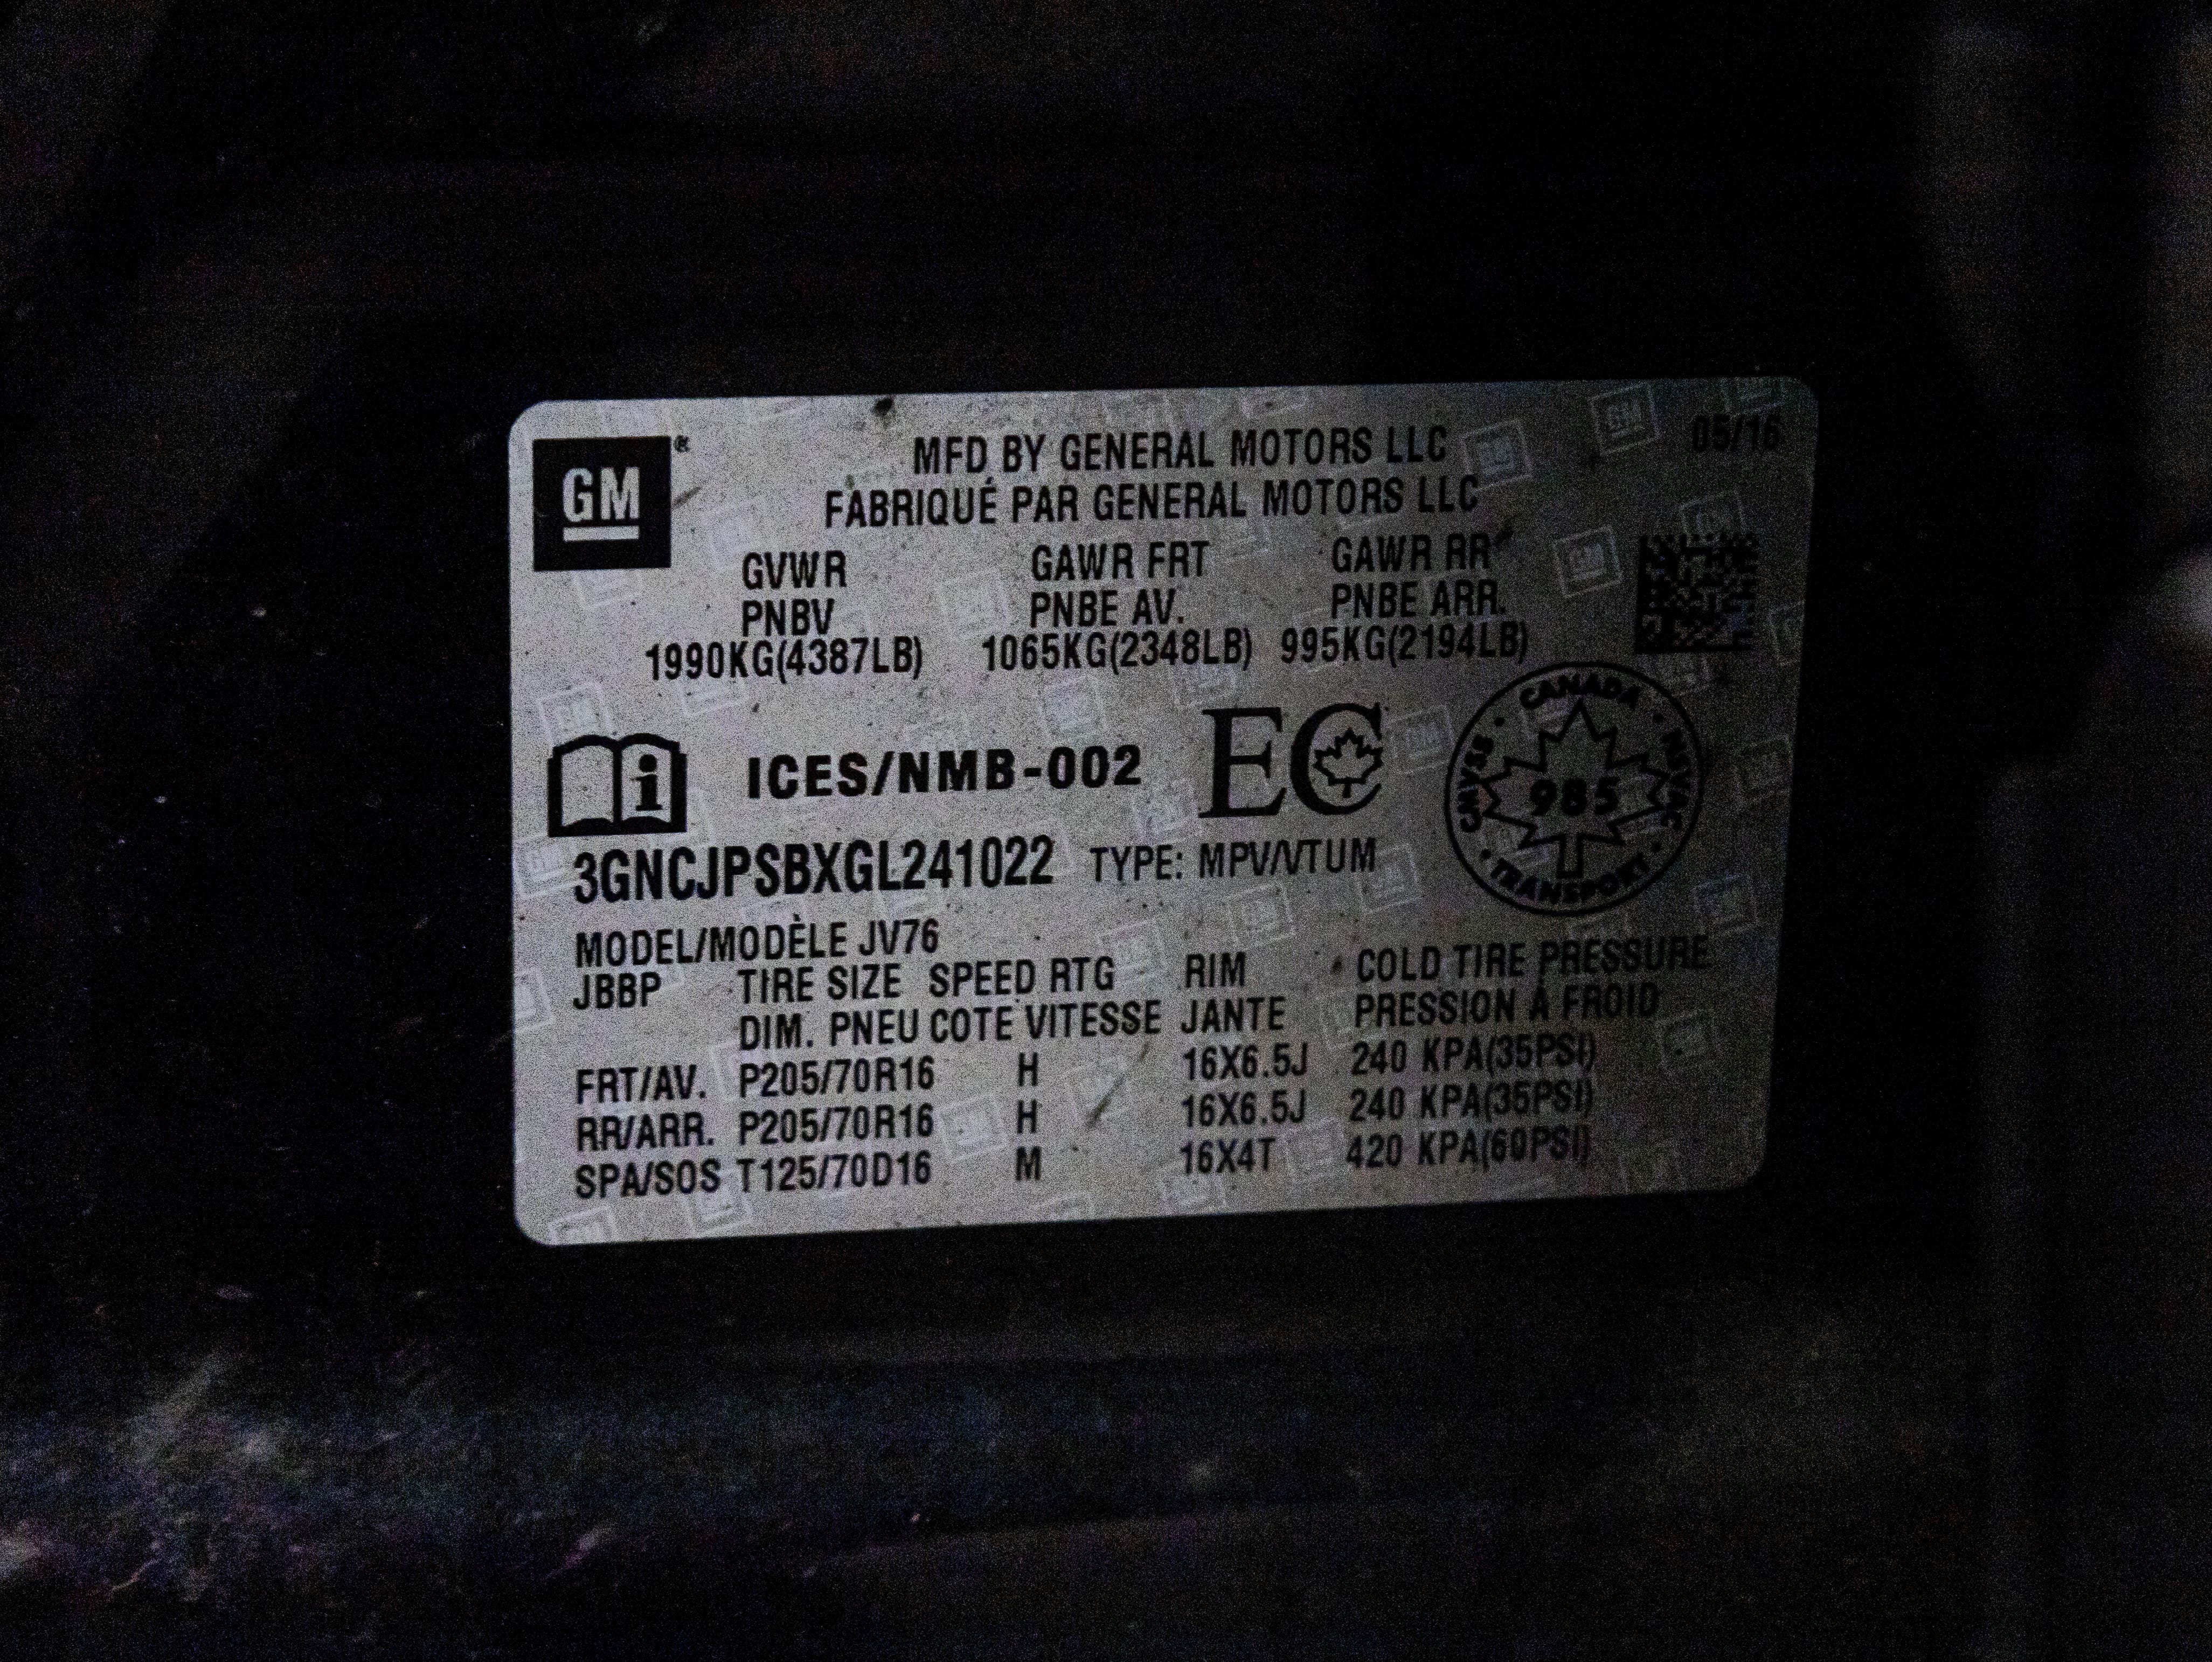 GM
®
MFD BY GENERAL MOTORS LLC
05/16
FABRIQUÉ PAR GENERAL MOTORS LLC
GVWR GAWR FRT GAWR RR
PNBV PNBE AV. PNBE ARR.
1990KG(4387LB) 1065KG(2348LB) 995KG(2194LB)
i
ICES/NMB-002
EC
CANADA · NSVAC · TRANSPORT · CMVSS ·
985
3GNCJPSBXGL241022 TYPE: MPV/VTUM
MODEL/MODÈLE JV76
JBBP TIRE SIZE SPEED RTG RIM COLD TIRE PRESSURE
DIM. PNEU COTE VITESSE JANTE PRESSION À FROID
FRT/AV. P205/70R16 H 16X6.5J 240 KPA(35PSI)
RR/ARR. P205/70R16 H 16X6.5J 240 KPA(35PSI)
SPA/SOS T125/70D16 M 16X4T 420 KPA(60PSI)